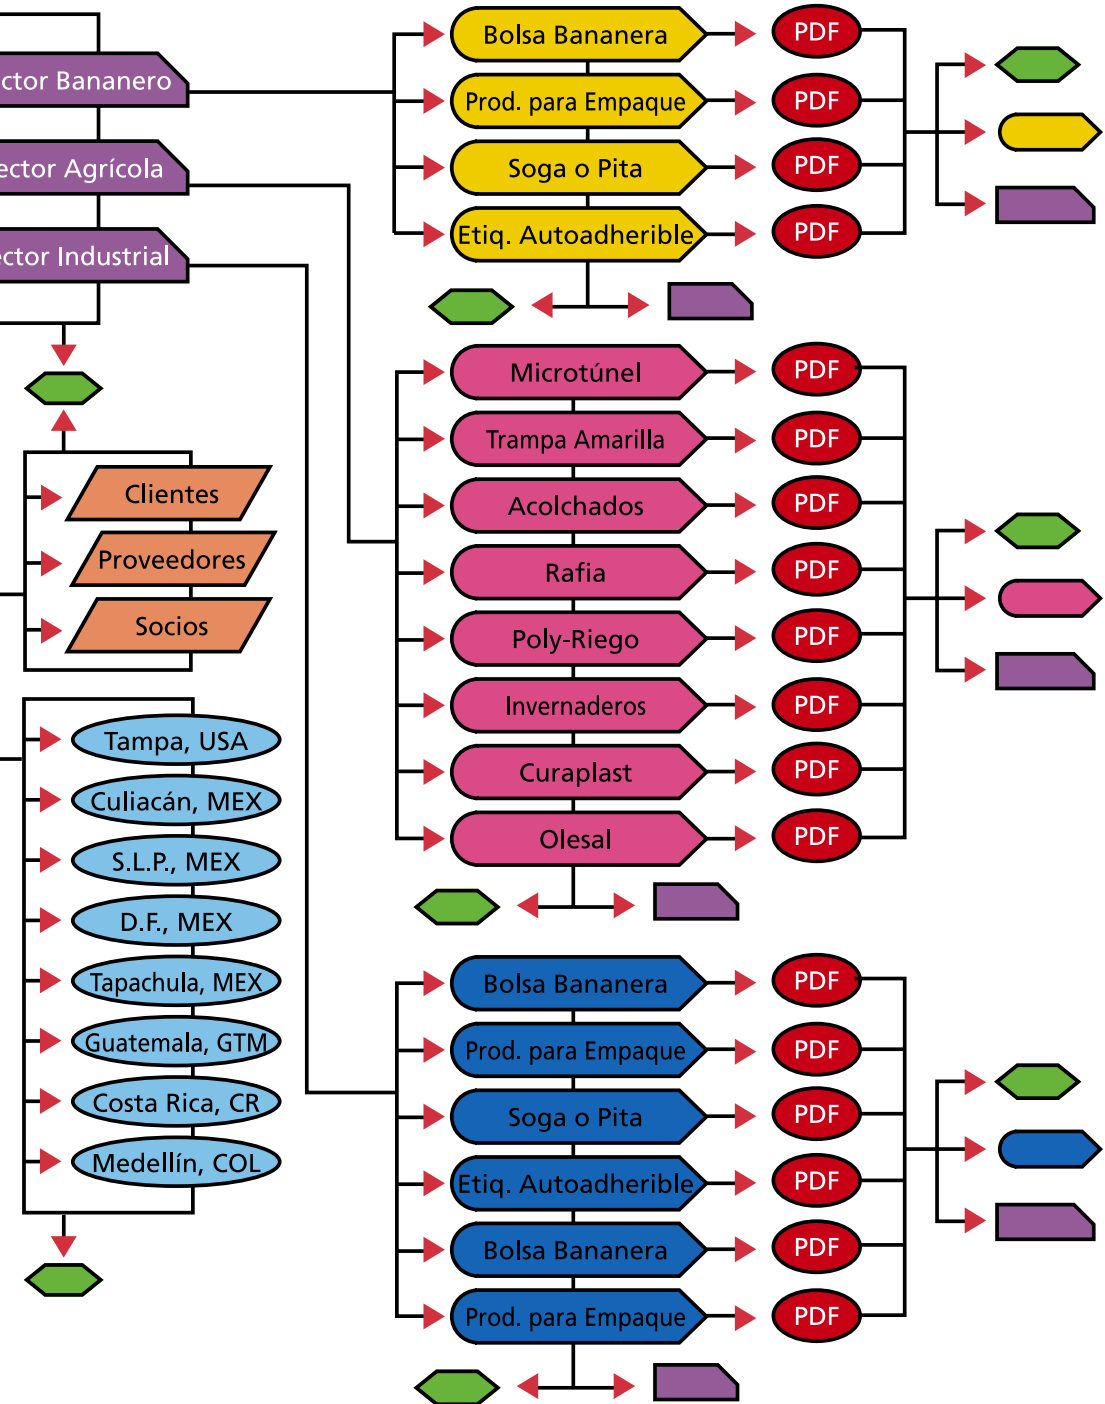 ctor Bananero
ector Agrícola
ector Industrial
Clientes
Proveedores
Socios
Tampa, USA
Culiacán, MEX
S.L.P., MEX
D.F., MEX
Tapachula, MEX
Guatemala, GTM
Costa Rica, CR
Medellín, COL
Bolsa Bananera PDF
Prod. para Empaque PDF
Soga o Pita PDF
Etiq. Autoadherible PDF
Microtúnel PDF
Trampa Amarilla PDF
Acolchados PDF
Rafia PDF
Poly-Riego PDF
Invernaderos PDF
Curaplast PDF
Olesal PDF
Bolsa Bananera PDF
Prod. para Empaque PDF
Soga o Pita PDF
Etiq. Autoadherible PDF
Bolsa Bananera PDF
Prod. para Empaque PDF